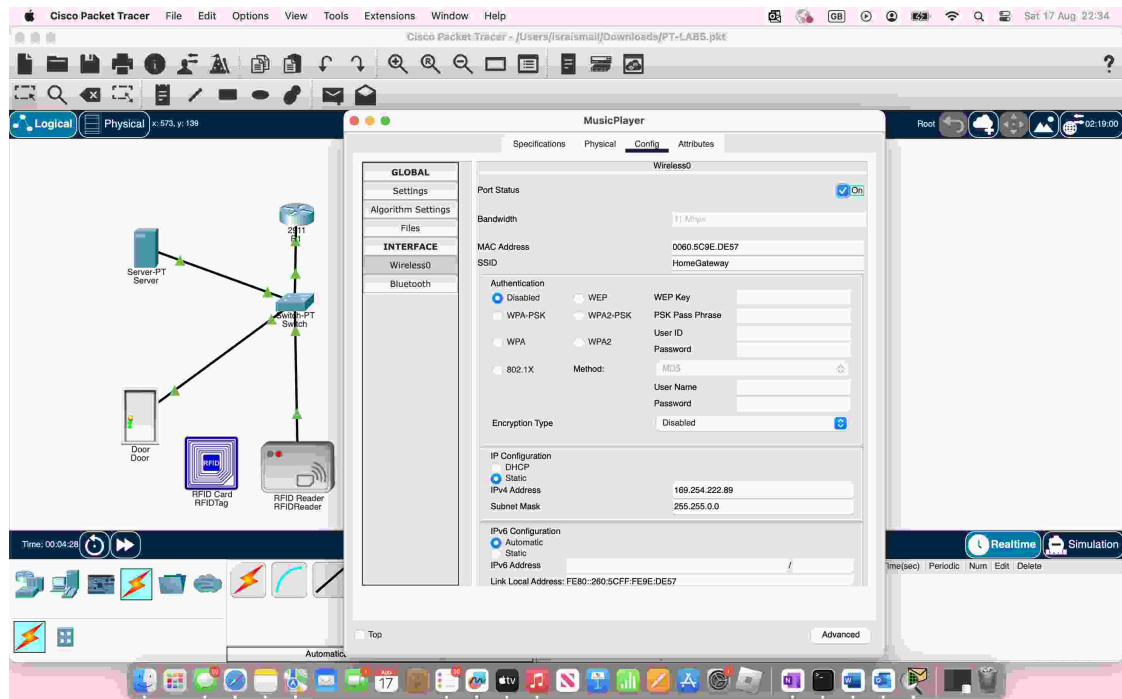 Cisco Packet Tracer File Edit Options View Tools Extensions Window Help GB Sat 17 Aug 22:34
Cisco Packet Tracer - /Users/israismail/Downloads/PT-LAB5.pkt
?
Logical Physical x: 573, y: 139
Root 02:19:00
MusicPlayer
Specifications Physical Config Attributes
GLOBAL
Settings
Algorithm Settings
Files
INTERFACE
Wireless0
Bluetooth
Wireless0
Port Status On
Bandwidth 11 Mbps
MAC Address 0060.5C9E.DE57
SSID HomeGateway
Authentication
Disabled WEP WEP Key
WPA-PSK WPA2-PSK PSK Pass Phrase
User ID
WPA WPA2
Password
802.1X Method: MD5
User Name
Password
Encryption Type Disabled
IP Configuration
DHCP
Static
IPv4 Address 169.254.222.89
Subnet Mask 255.255.0.0
IPv6 Configuration
Automatic
Static
IPv6 Address /
Link Local Address: FE80::260:5CFF:FE9E:DE57
Top Advanced
2911
Server-PT
Server
Switch-PT
Switch
Door
Door
RFID
RFID Card
RFIDTag
RFID Reader
RFIDReader
Time: 00:04:28
Realtime Simulation
Time(sec) Periodic Num Edit Delete
Automatic
AUG
17
tv